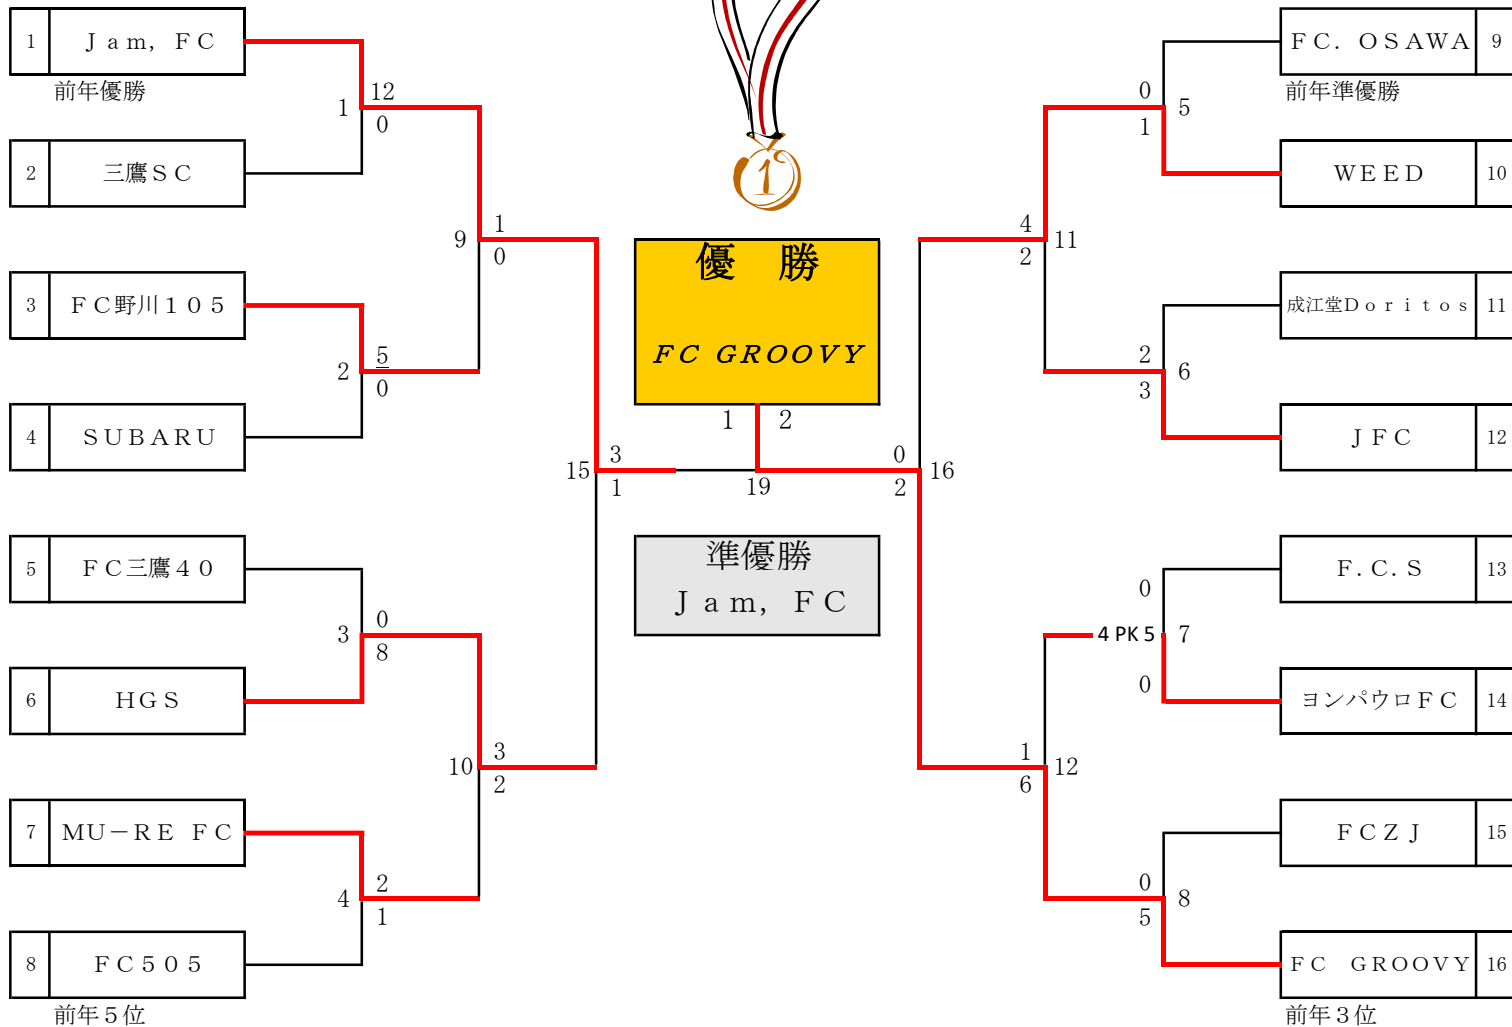 1 Ｊａｍ，ＦＣ
前年優勝
1 12
0
2 三鷹ＳＣ
9 1
0
3 ＦＣ野川１０５
2 5
0
4 ＳＵＢＡＲＵ
15 3
1
5 ＦＣ三鷹４０
3 0
8
6 ＨＧＳ
10 3
2
7 ＭＵ－ＲＥ ＦＣ
4 2
1
8 ＦＣ５０５
前年５位
1
優 勝
FC GROOVY
1 2
19
準優勝
Ｊａｍ，ＦＣ
ＦＣ．ＯＳＡＷＡ 9
前年準優勝
0 5
1
ＷＥＥＤ 10
4 11
2
成江堂Ｄｏｒｉｔｏｓ 11
2 6
3
ＪＦＣ 12
0 16
2
Ｆ．Ｃ．Ｓ 13
0
4 PK 5 7
0
ヨンパウロＦＣ 14
1 12
6
ＦＣＺＪ 15
0 8
5
ＦＣ ＧＲＯＯＶＹ 16
前年３位